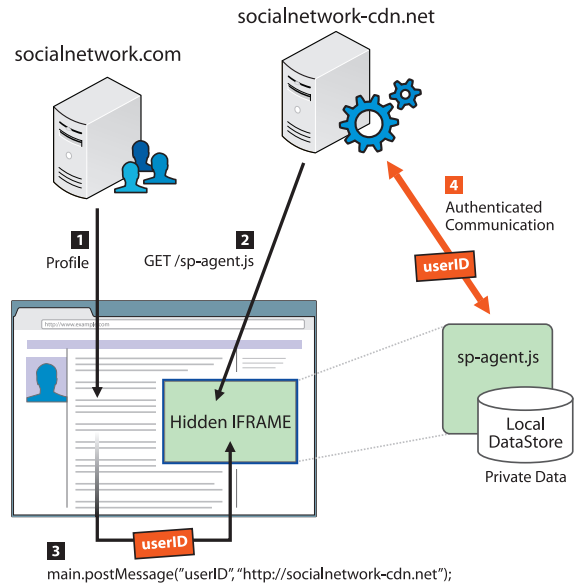 socialnetwork-cdn.net
socialnetwork.com
1
Profile
2
GET /sp-agent.js
4
Authenticated
Communication
userID
http://www.example.com
Hidden IFRAME
sp-agent.js
Local
DataStore
Private Data
userID
3
main.postMessage("userID", "http://socialnetwork-cdn.net");